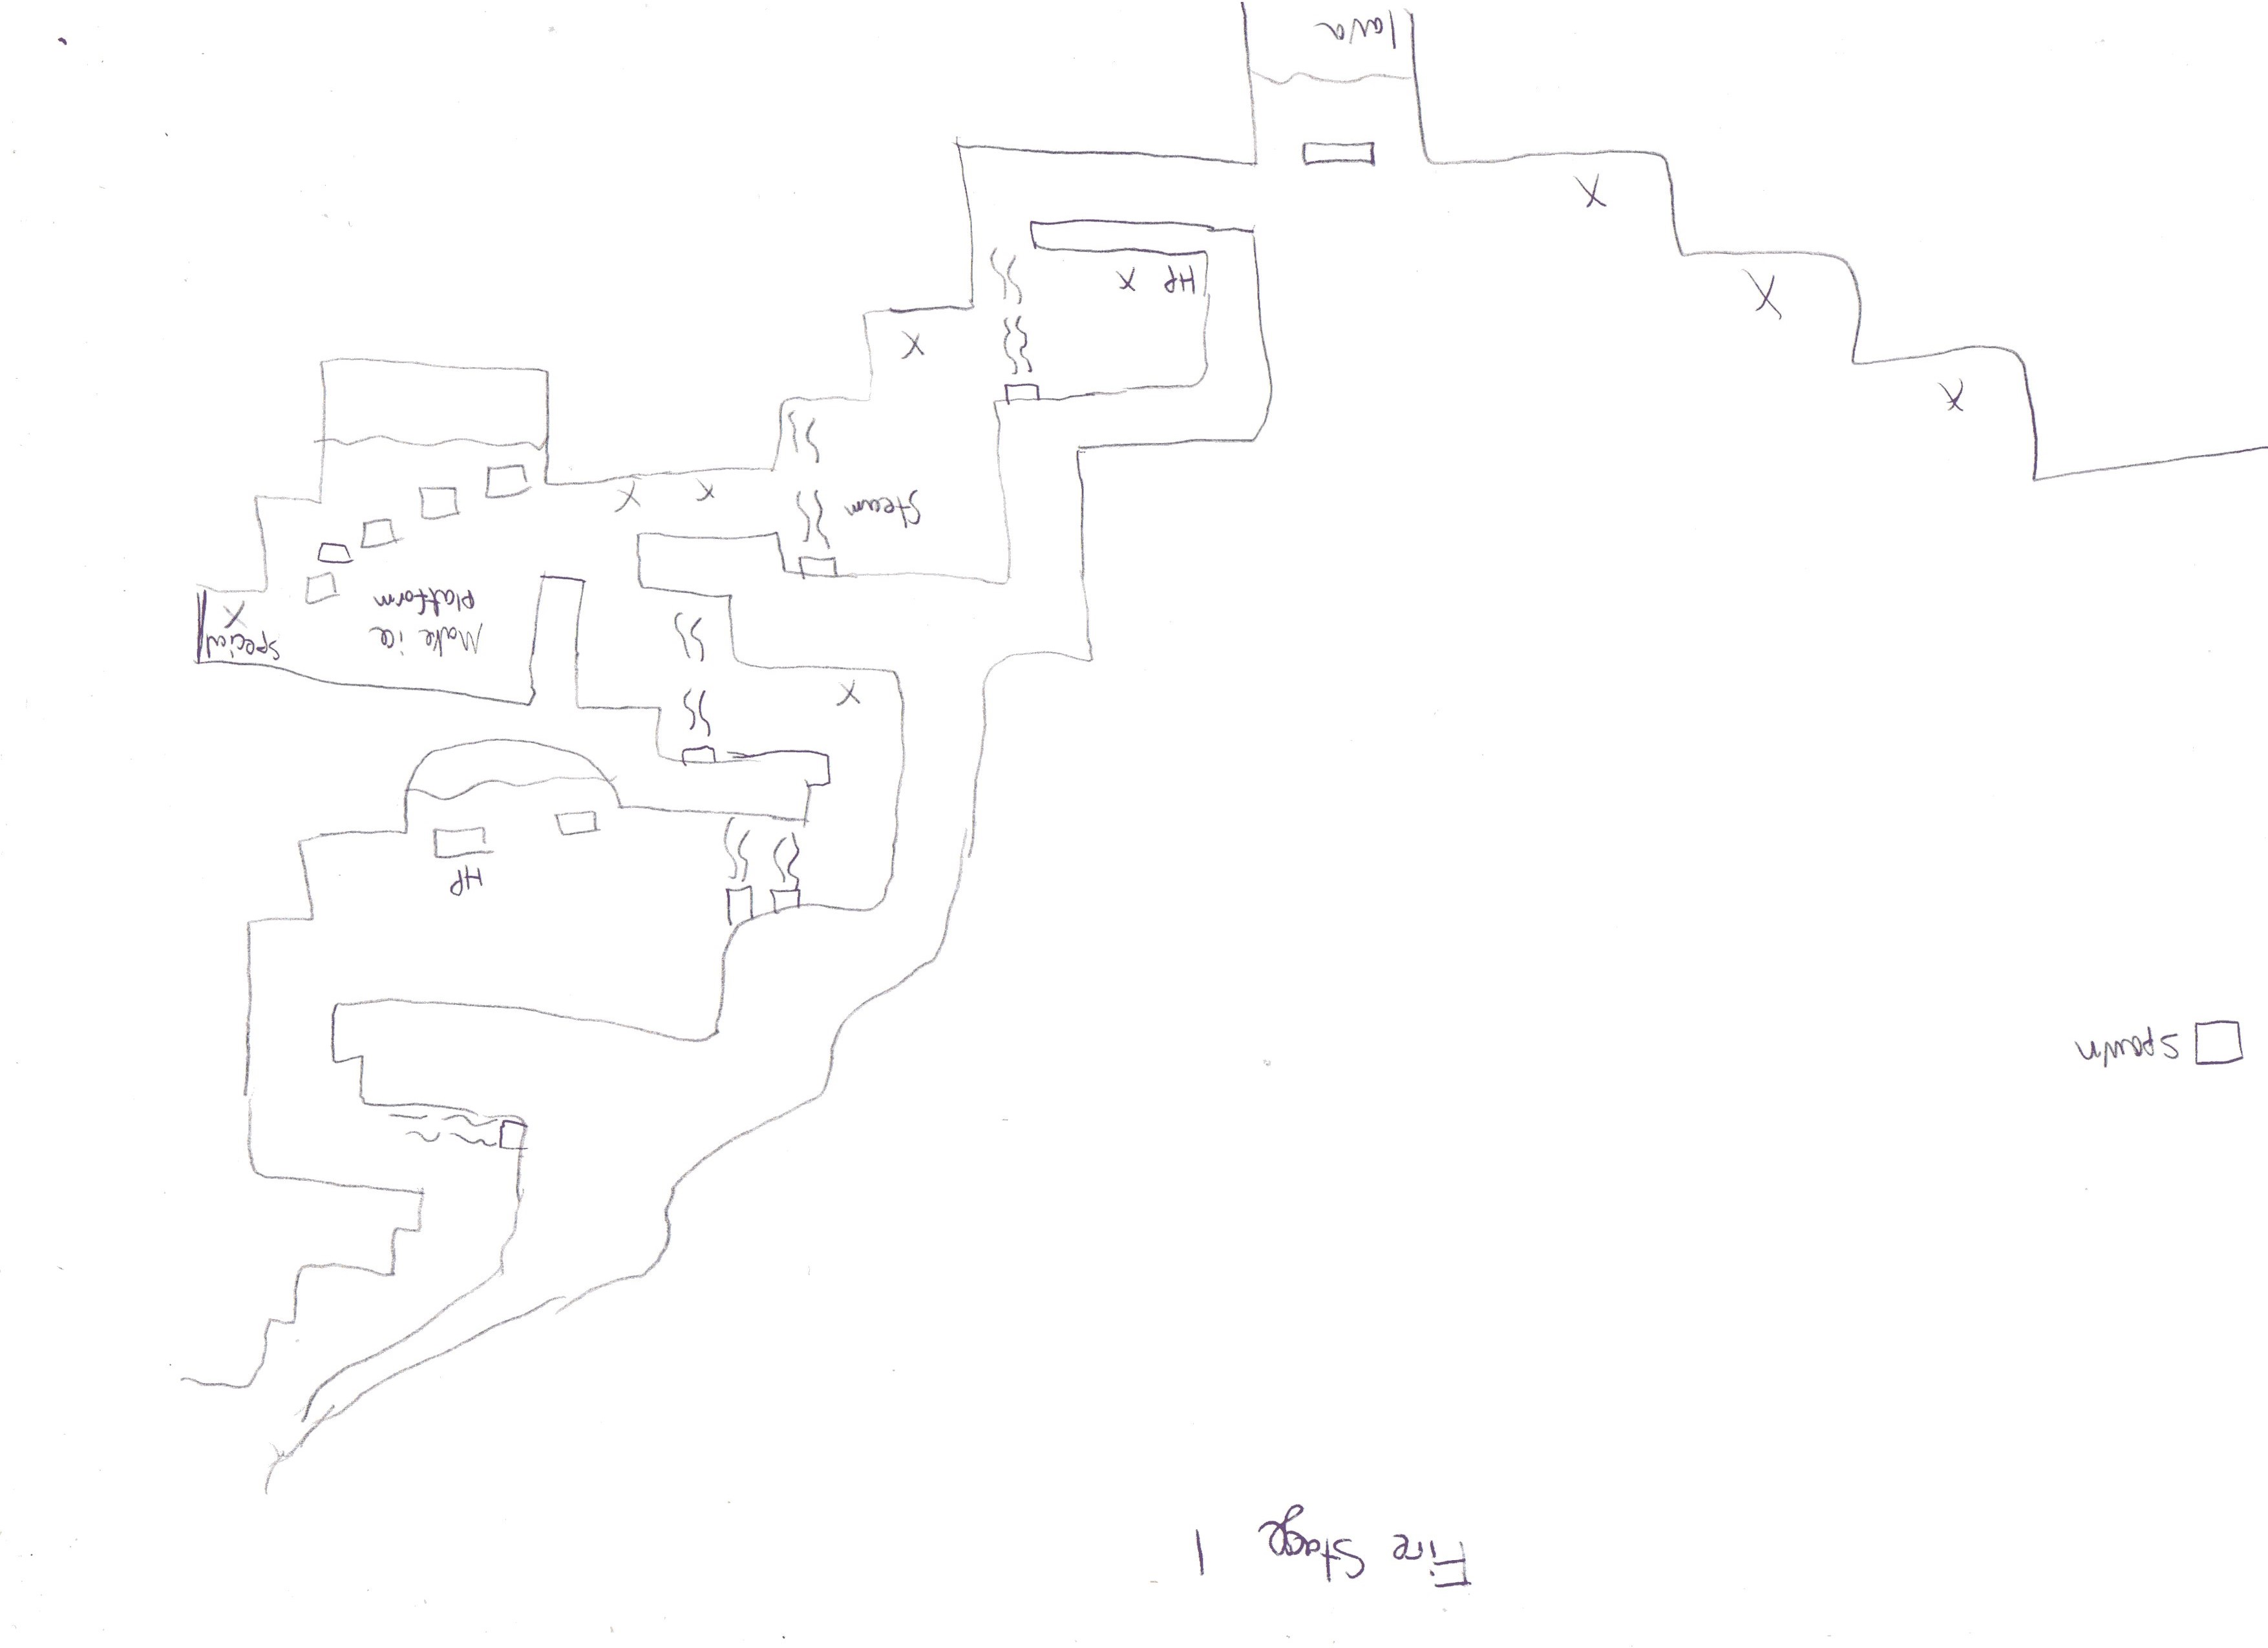 Fire Stage 1
spawn
HP
special
Make ice
platform
X
X
X
X
Steam
X
X
HP X
X
X
X
lava